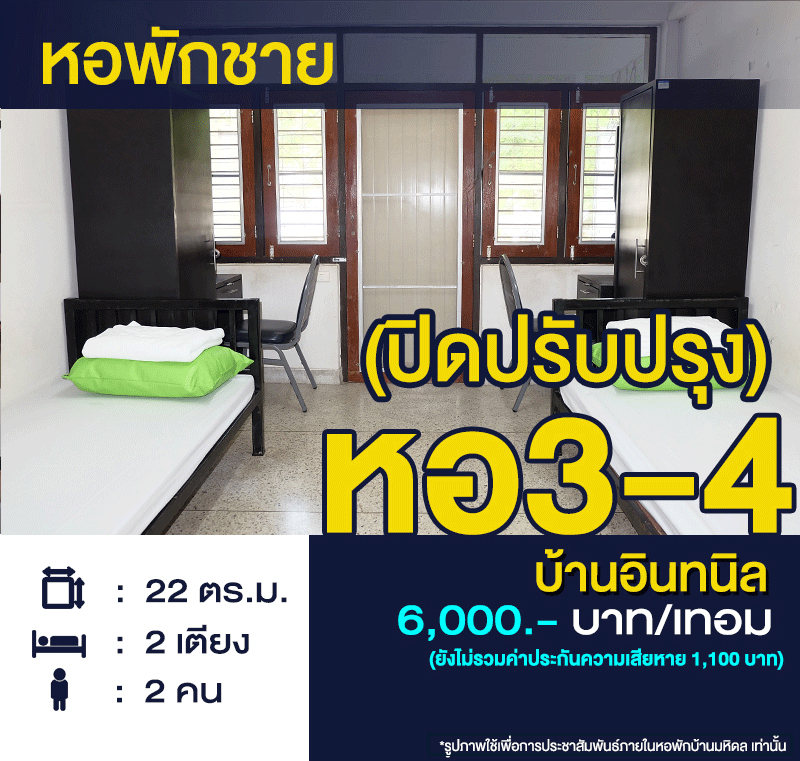 หอพักชาย
(ปิดปรับปรุง)
หอ3-4
บ้านอินทนิล
6,000.- บาท/เทอม
(ยังไม่รวมค่าประกันความเสียหาย 1,100 บาท)
: 22 ตร.ม.
: 2 เตียง
: 2 คน
*รูปภาพใช้เพื่อการประชาสัมพันธ์ภายในหอพักบ้านมหิดล เท่านั้น